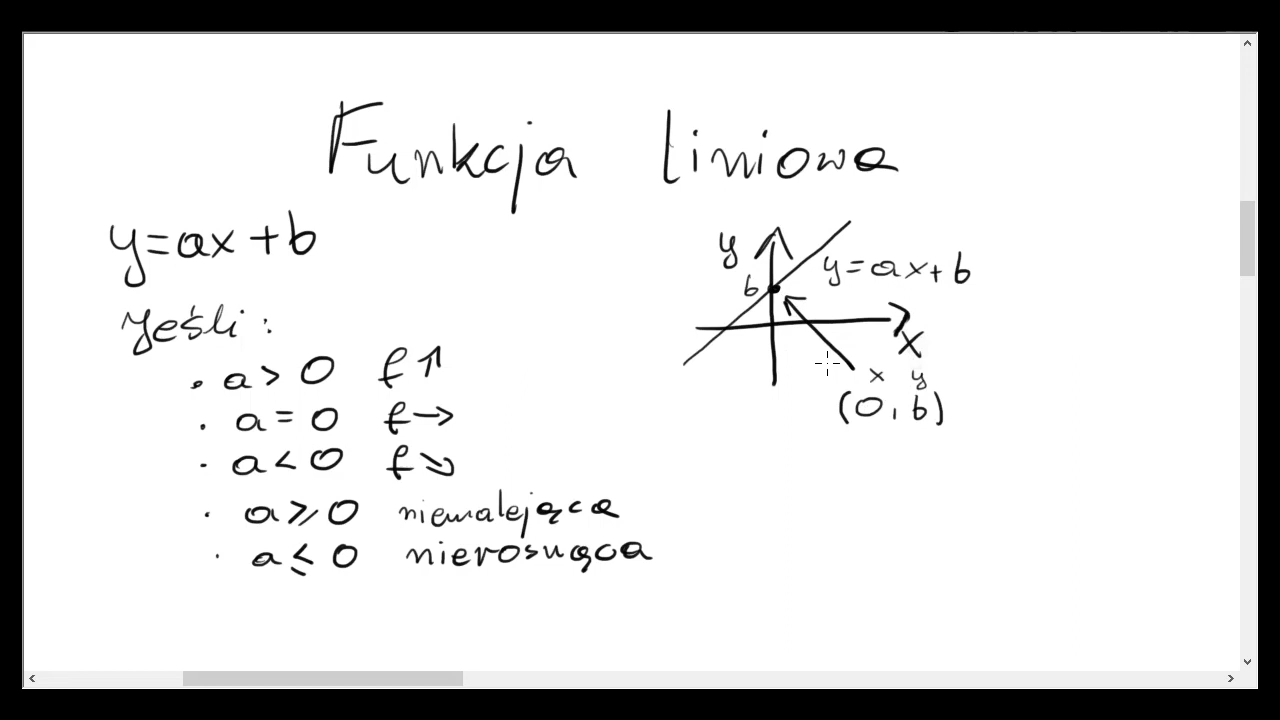 Funkcja liniowa
y=ax+b
Jeśli:
· a > 0 f ↑
· a = 0 f →
· a < 0 f ↘
· a ⩾ 0 niemalejąca
· a ≤ 0 nierosnąca
y
b
y=ax+b
x
x y
(0, b)